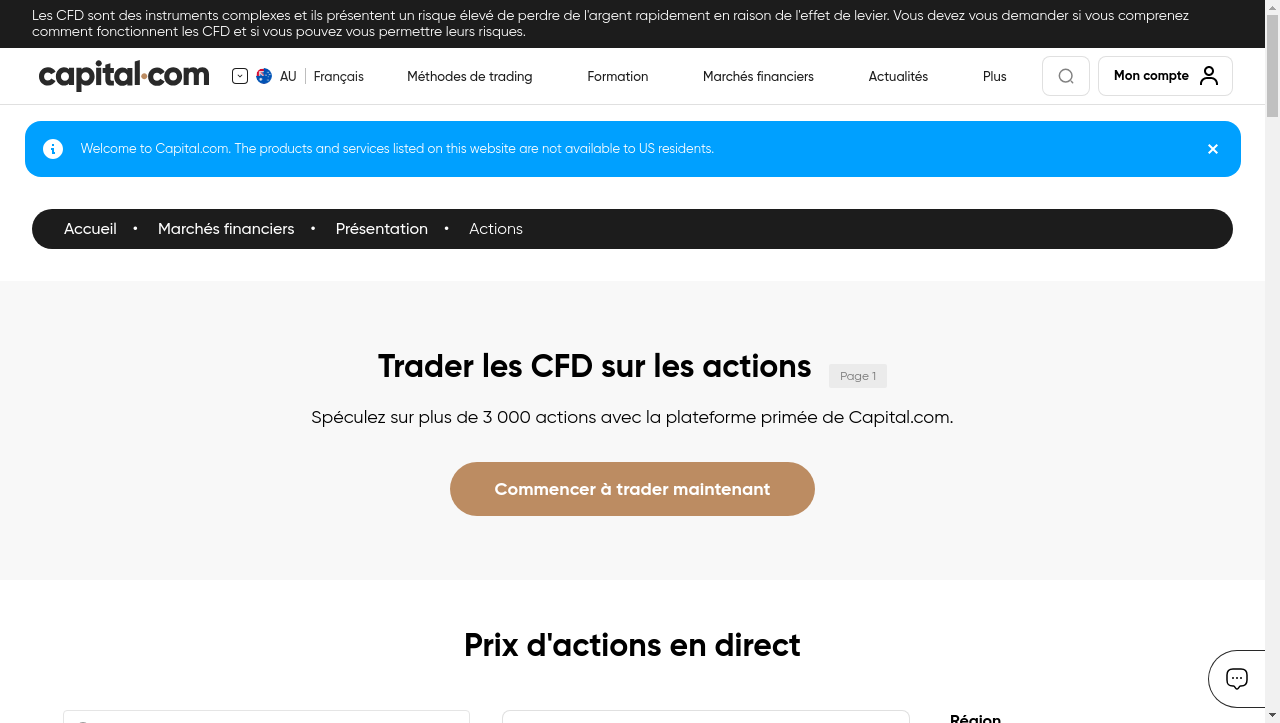 Les CFD sont des instruments complexes et ils présentent un risque élevé de perdre de l'argent rapidement en raison de l'effet de levier. Vous devez vous demander si vous comprenez
comment fonctionnent les CFD et si vous pouvez vous permettre leurs risques.
capital.com AU Français Méthodes de trading Formation Marchés financiers Actualités Plus Mon compte
Welcome to Capital.com. The products and services listed on this website are not available to US residents.
Accueil • Marchés financiers • Présentation • Actions
Trader les CFD sur les actions Page 1
Spéculez sur plus de 3 000 actions avec la plateforme primée de Capital.com.
Commencer à trader maintenant
Prix d'actions en direct
Région